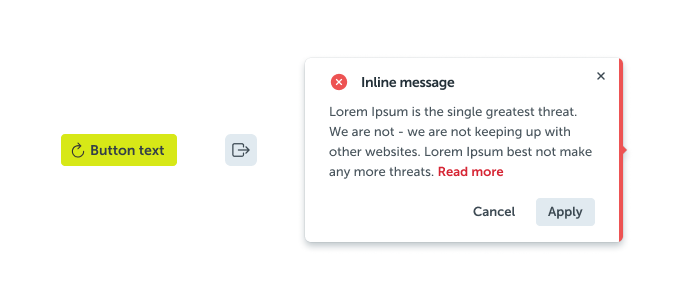 Button text
Inline message
Lorem Ipsum is the single greatest threat.
We are not - we are not keeping up with
other websites. Lorem Ipsum best not make
any more threats. Read more
Cancel Apply